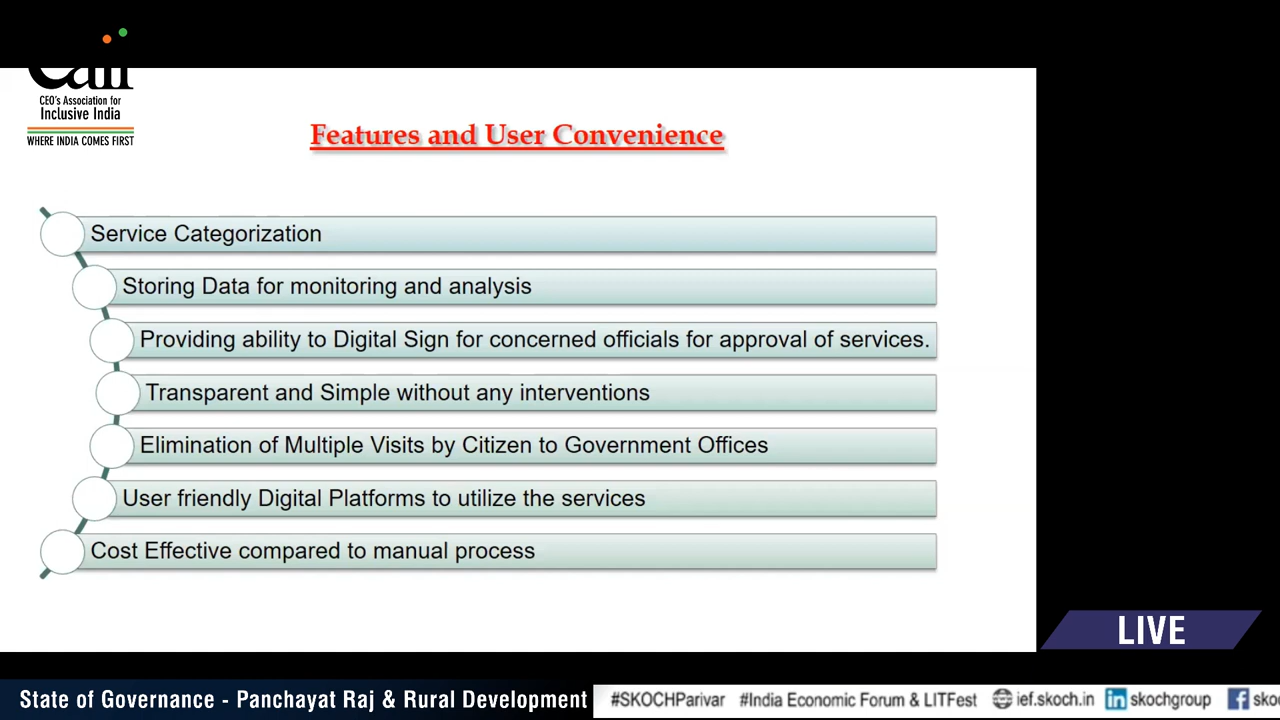 CEO's Association for
Inclusive India
WHERE INDIA COMES FIRST
Features and User Convenience
Service Categorization
Storing Data for monitoring and analysis
Providing ability to Digital Sign for concerned officials for approval of services.
Transparent and Simple without any interventions
Elimination of Multiple Visits by Citizen to Government Offices
User friendly Digital Platforms to utilize the services
Cost Effective compared to manual process
LIVE
State of Governance - Panchayat Raj & Rural Development #SKOCHParivar #India Economic Forum & LITFest ief.skoch.in skochgroup